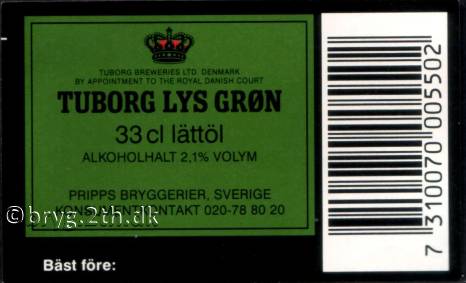 TUBORG BREWERIES LTD. DENMARK
BY APPOINTMENT TO THE ROYAL DANISH COURT
TUBORG LYS GRØN
33 cl lättöl
ALKOHOLHALT 2,1% VOLYM
PRIPPS BRYGGERIER, SVERIGE
KONSUMENTKONTAKT 020-78 80 20
© bryg.2th.dk
Bäst före:
7 310070 005502